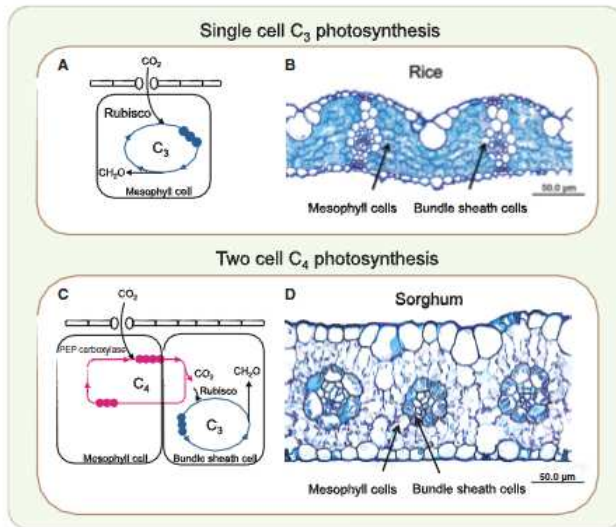 Single cell C₃ photosynthesis
A
CO₂
Rubisco
C₃
CH₂O
Mesophyll cell
B
Rice
Mesophyll cells
Bundle sheath cells
50.0 µm
Two cell C₄ photosynthesis
C
CO₂
PEP carboxylase
C₄
CO₂
Rubisco
CH₂O
C₃
Mesophyll cell
Bundle sheath cell
D
Sorghum
Mesophyll cells
Bundle sheath cells
50.0 µm